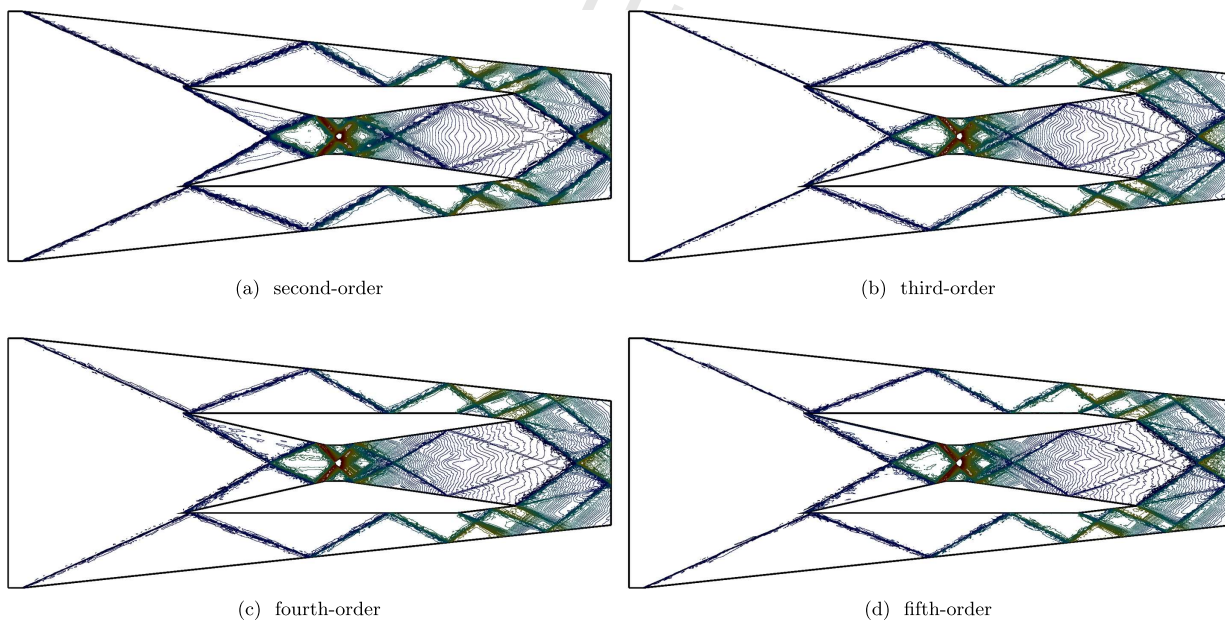 (a) second-order
(b) third-order
(c) fourth-order
(d) fifth-order